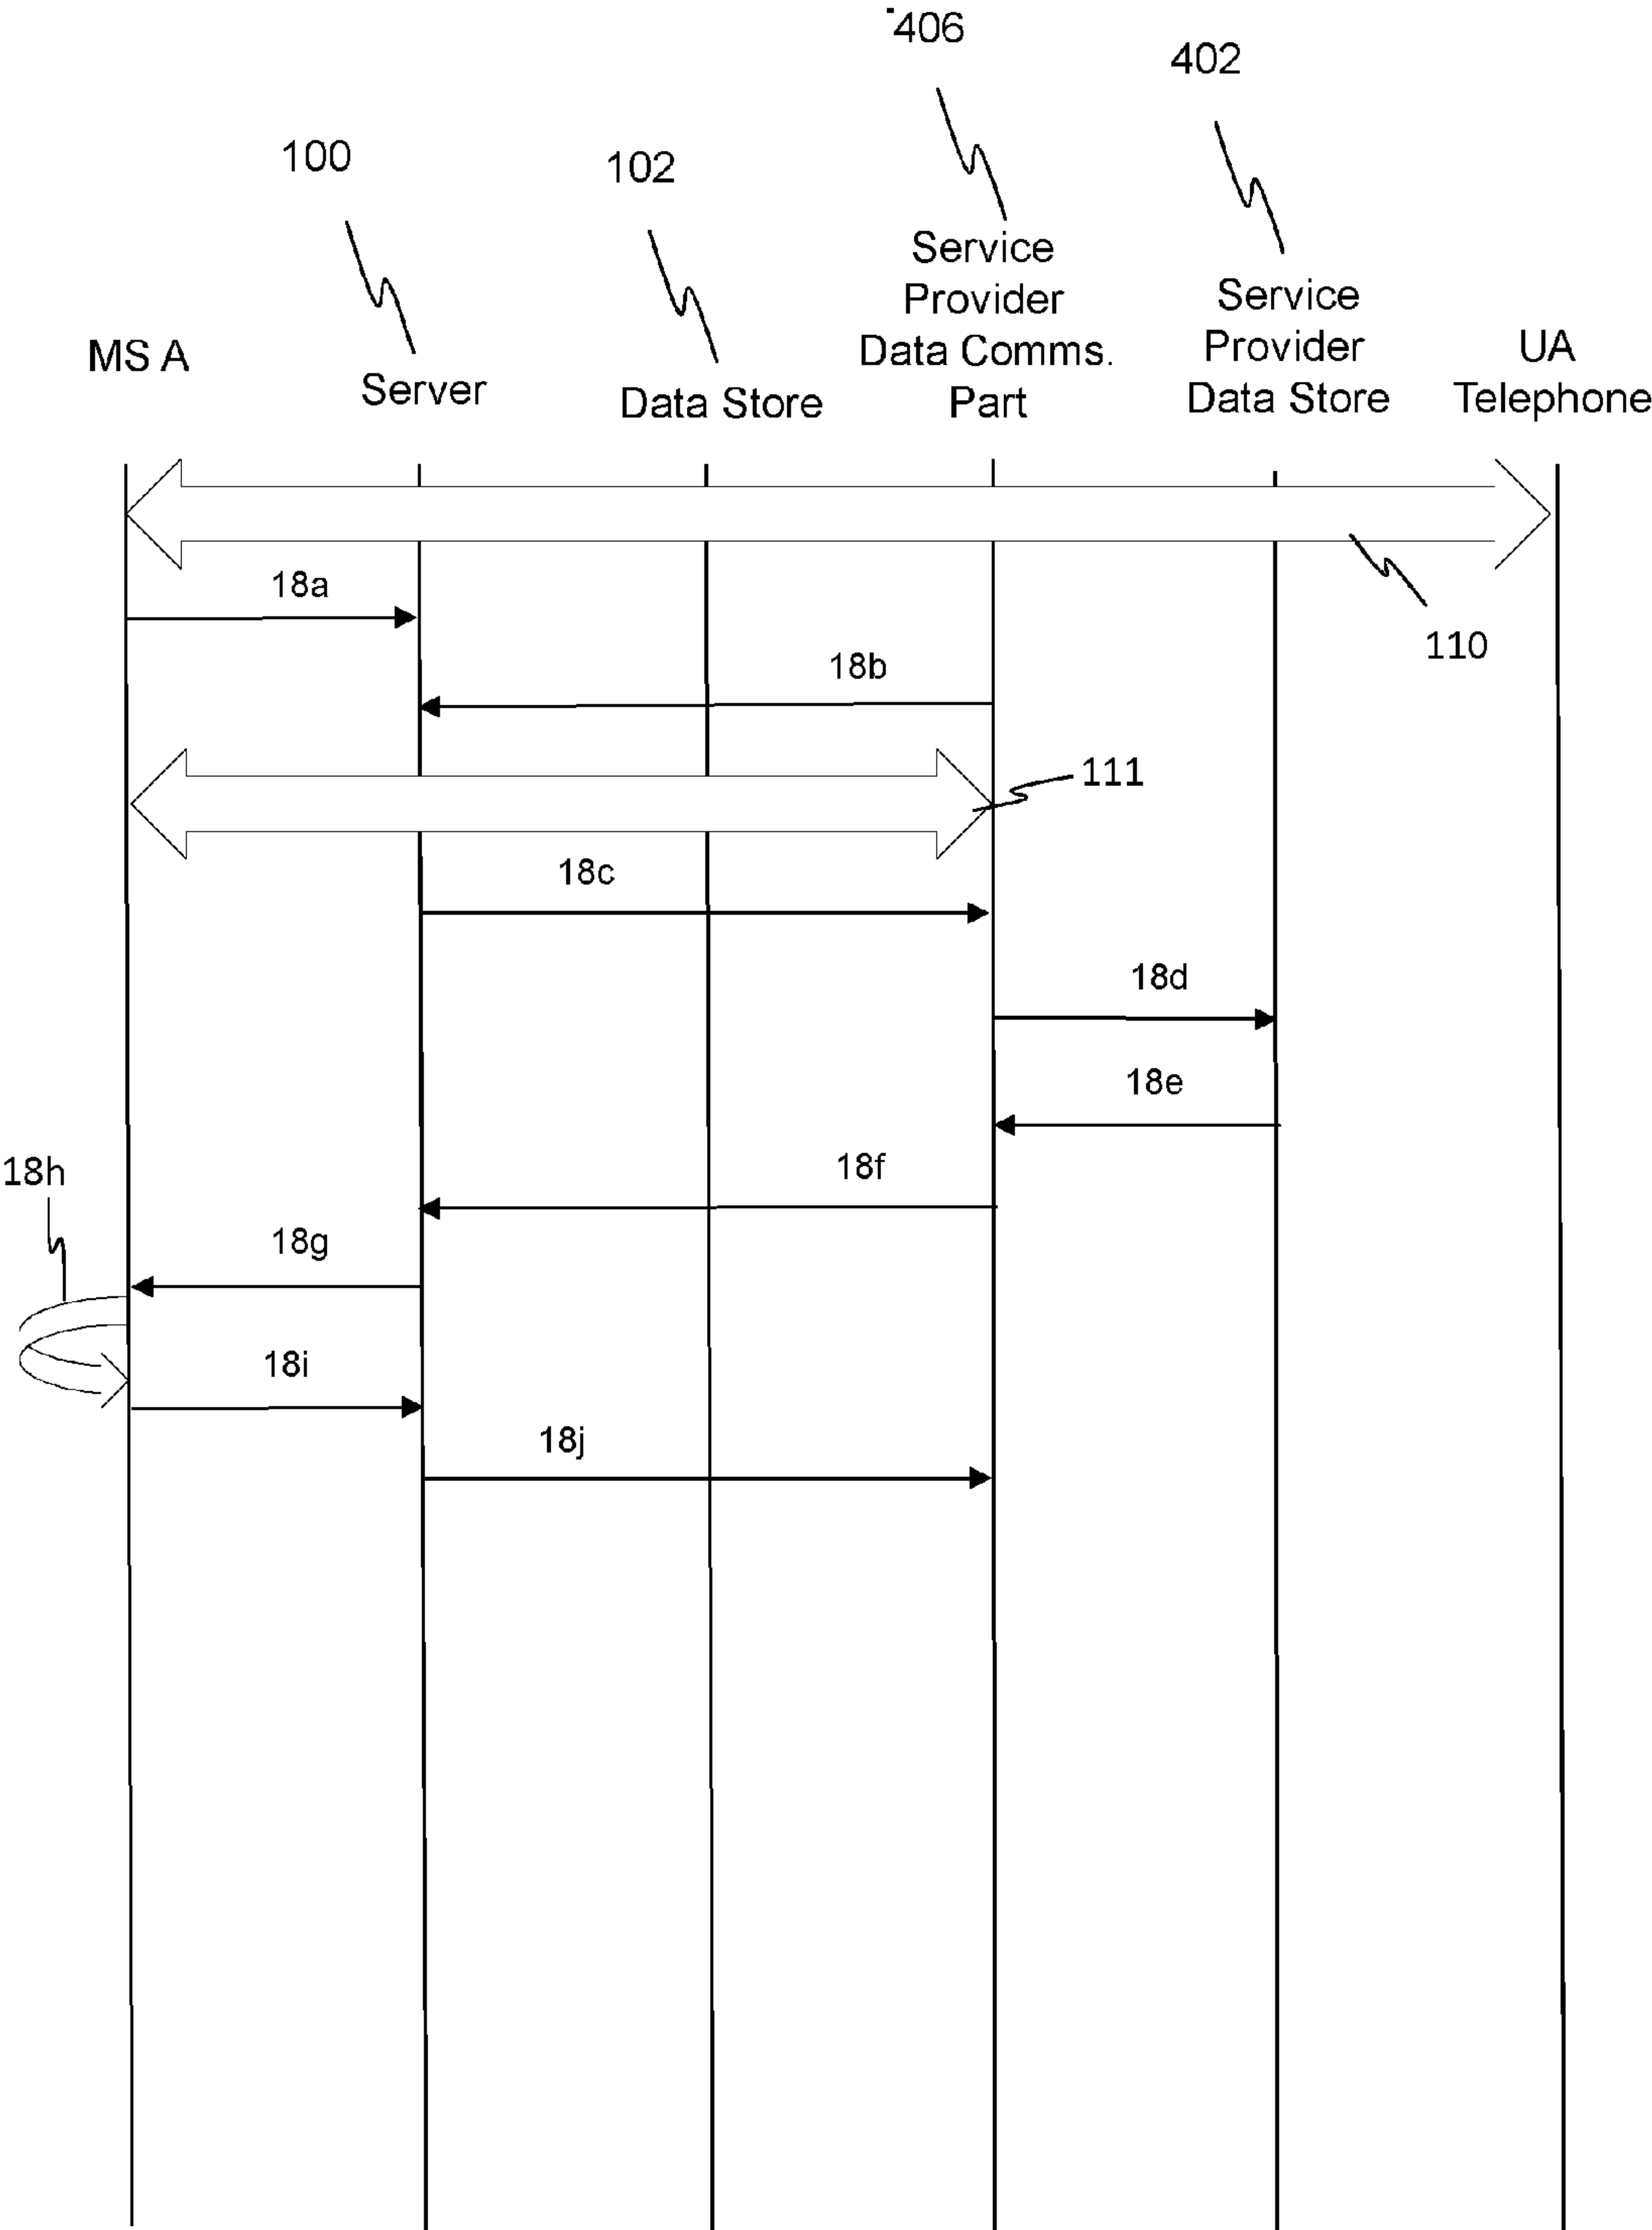 406
402
100
102
Service
Provider
Data Comms.
Part
Service
Provider
Data Store
MS A
Server
Data Store
UA
Telephone
18a
110
18b
111
18c
18d
18e
18f
18h
18g
18i
18j